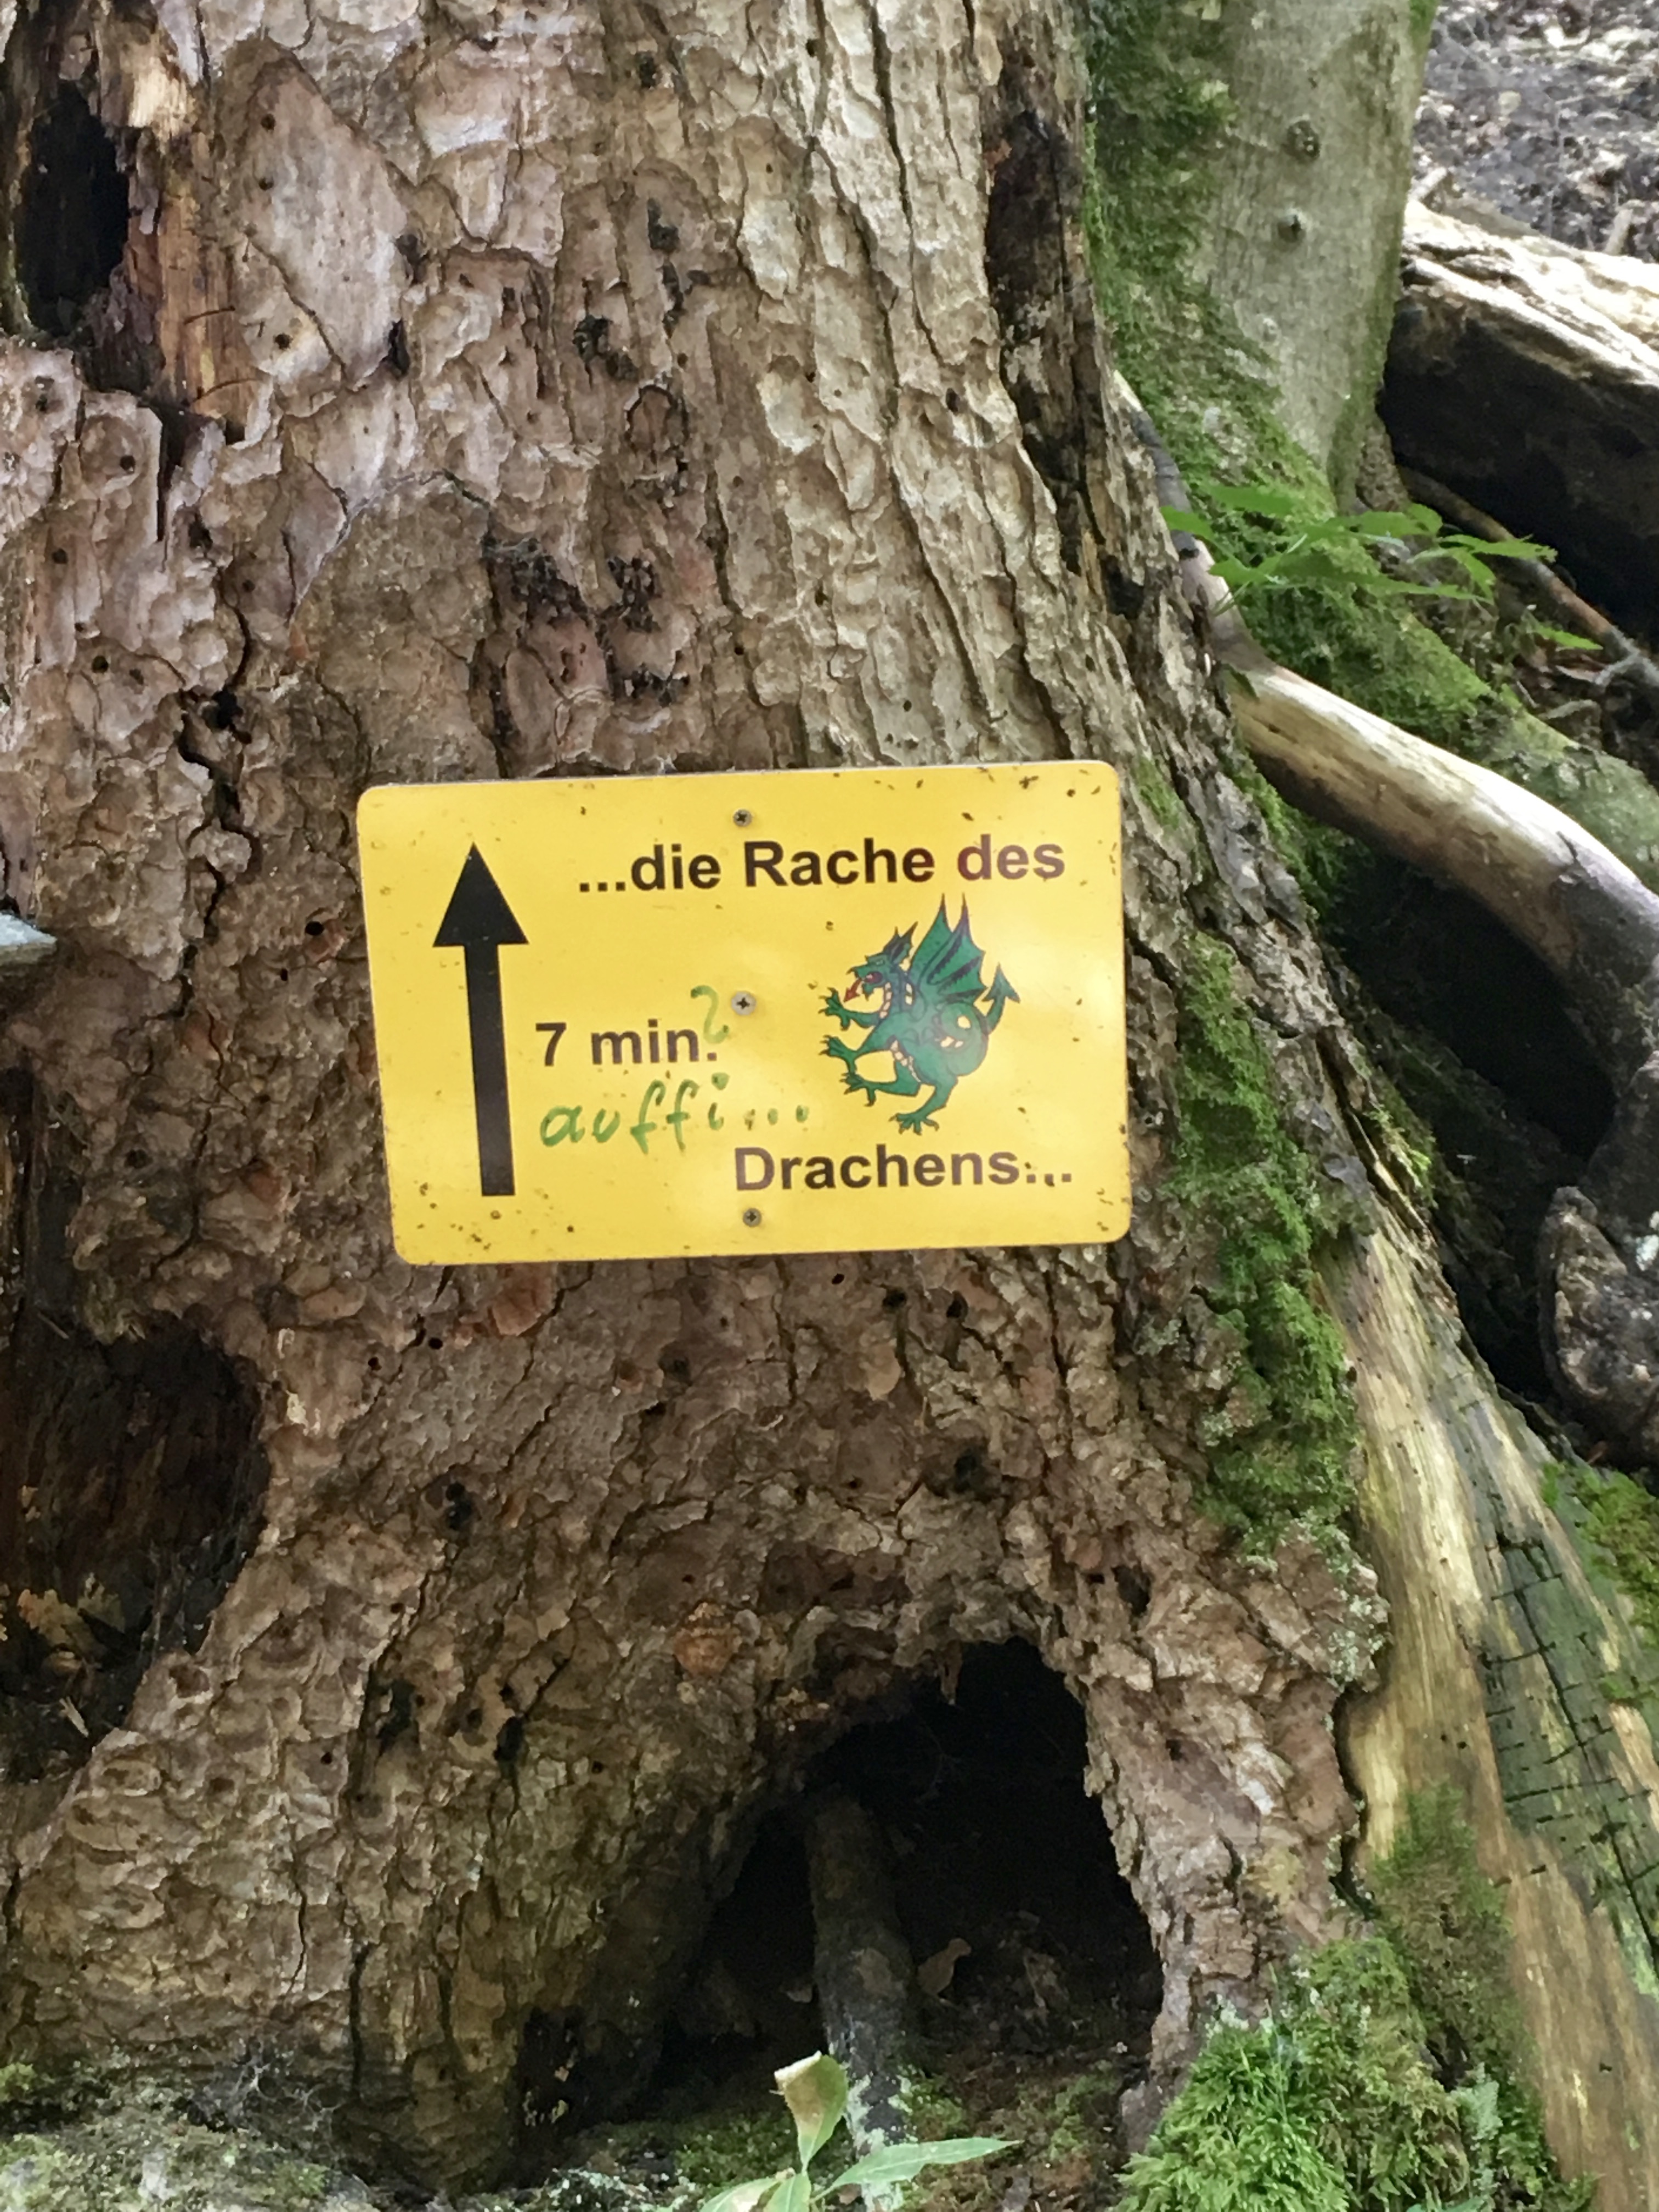 ...die Rache des
7 min.?
auffi...
Drachens...